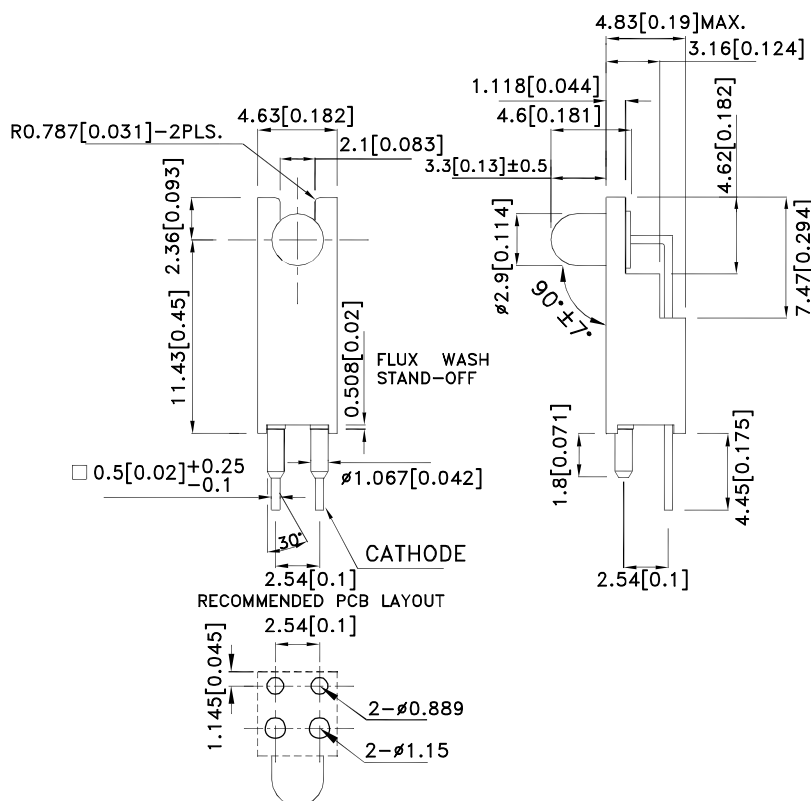 4.83[0.19]MAX.
3.16[0.124]
1.118[0.044]
4.6[0.181]
4.63[0.182]
R0.787[0.031]-2PLS.
2.1[0.083]
3.3[0.13]±0.5
4.62[0.182]
2.36[0.093]
ø2.9[0.114]
7.47[0.294]
90°±7°
11.43[0.45]
0.508[0.02]
FLUX WASH
STAND-OFF
1.8[0.071]
4.45[0.175]
□ 0.5[0.02]+0.25
-0.1
ø1.067[0.042]
30°
CATHODE
2.54[0.1]
2.54[0.1]
RECOMMENDED PCB LAYOUT
2.54[0.1]
1.145[0.045]
2-ø0.889
2-ø1.15